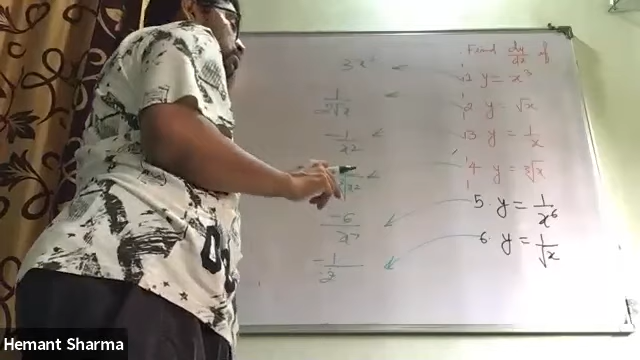 Find dy/dx of
1 y = x³
3x²
2 y = √x
1/2√x
3 y = 1/x
-1/x²
4 y = ³√x
5. y = 1/x⁶
-6/x⁷
6. y = 1/√x
-1/2
Hemant Sharma